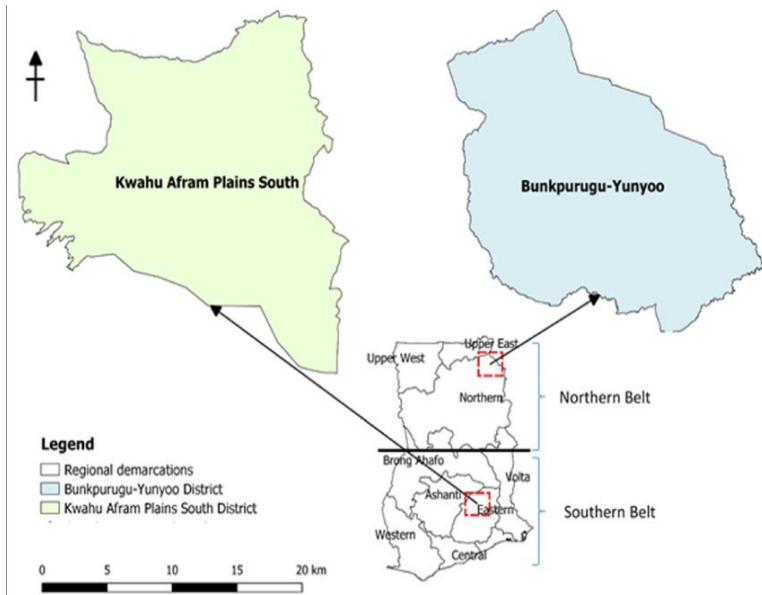 Kwahu Afram Plains South
Bunkpurugu-Yunyoo
Upper East
Upper West
Northern
Northern Belt
Brong Ahafo
Volta
Ashanti
Eastern
Southern Belt
Western
Central
Legend
Regional demarcations
Bunkpurugu-Yunyoo District
Kwahu Afram Plains South District
0 5 10 15 20 km